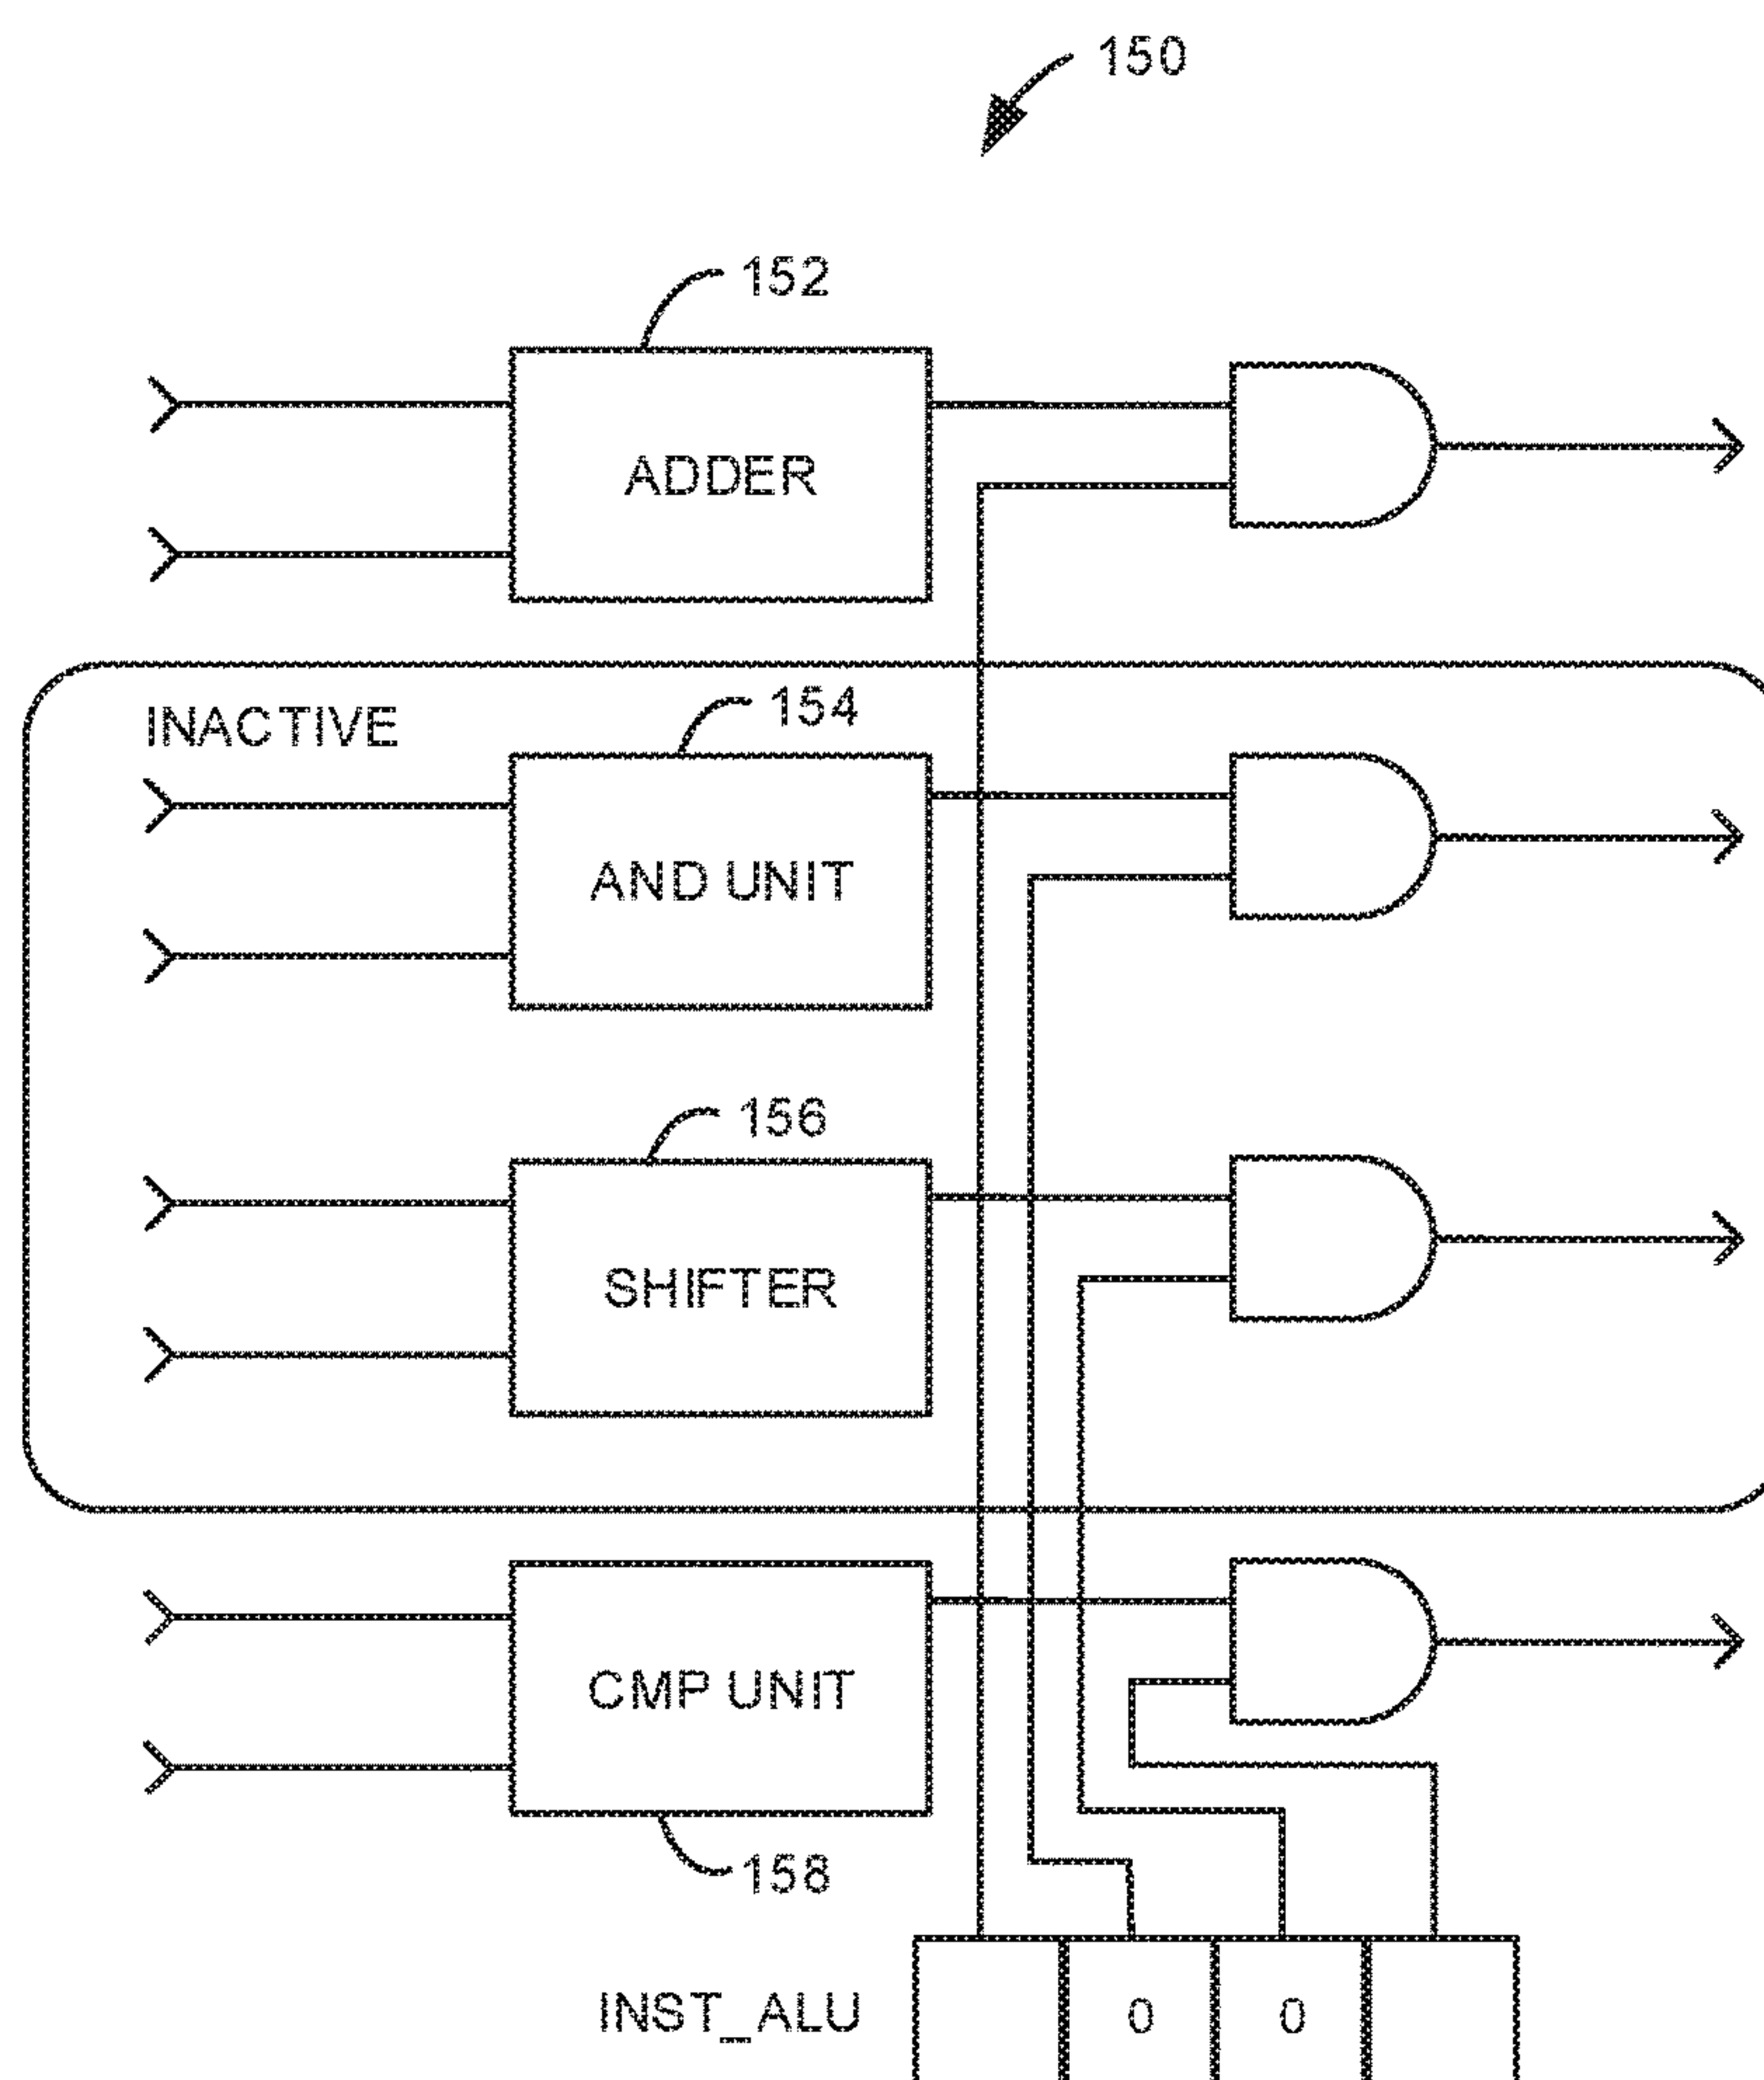 150
152
ADDER
INACTIVE
154
AND UNIT
156
SHIFTER
CMP UNIT
158
INST_ALU 0 0